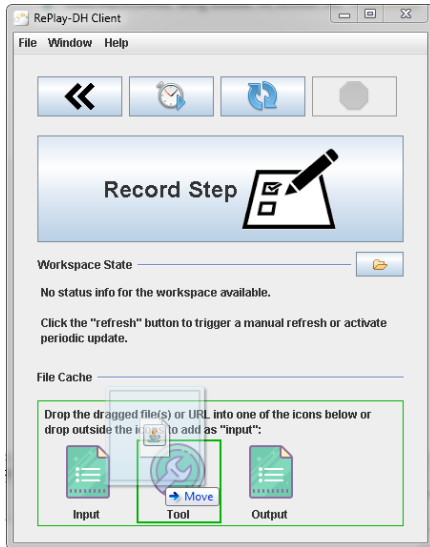 RePlay-DH Client
File Window Help
Record Step
Workspace State
No status info for the workspace available.
Click the "refresh" button to trigger a manual refresh or activate
periodic update.
File Cache
Drop the dragged file(s) or URL into one of the icons below or
drop outside the icons to add as "input":
Move
Input Tool Output